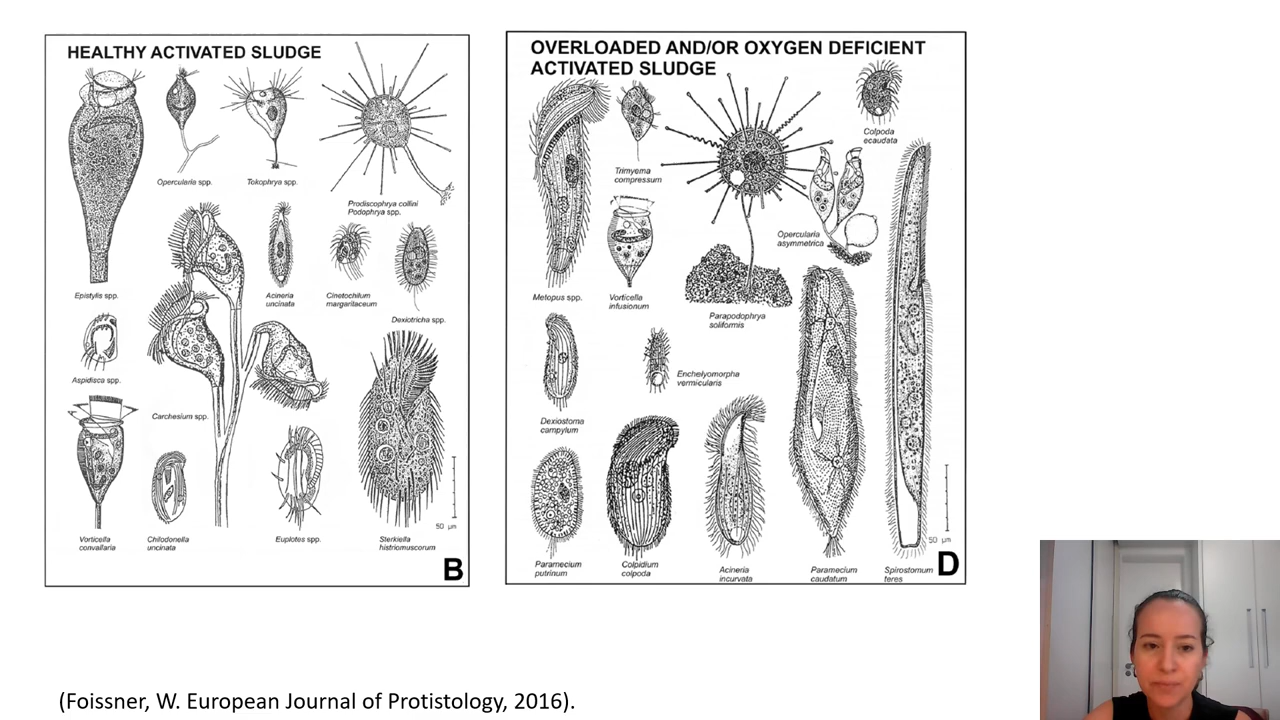 HEALTHY ACTIVATED SLUDGE
Opercularia spp.
Tokophrya spp.
Prodiscophrya collini
Podophrya spp.
Epistylis spp.
Acineria
uncinata
Cinetochilum
margaritaceum
Dexiotricha spp.
Aspidisca spp.
Carchesium spp.
50 µm
Vorticella
convallaria
Chilodonella
uncinata
Euplotes spp.
Sterkiella
histriomuscorum
B
OVERLOADED AND/OR OXYGEN DEFICIENT
ACTIVATED SLUDGE
Colpoda
ecaudata
Trimyema
compressum
Opercularia
asymmetrica
Metopus spp.
Vorticella
infusionum
Parapodophrya
soliformis
Enchelyomorpha
vermicularis
Dexiostoma
campylum
50 µm
Paramecium
putrinum
Colpidium
colpoda
Acineria
incurvata
Paramecium
caudatum
Spirostomum
teres
D
(Foissner, W. European Journal of Protistology, 2016).